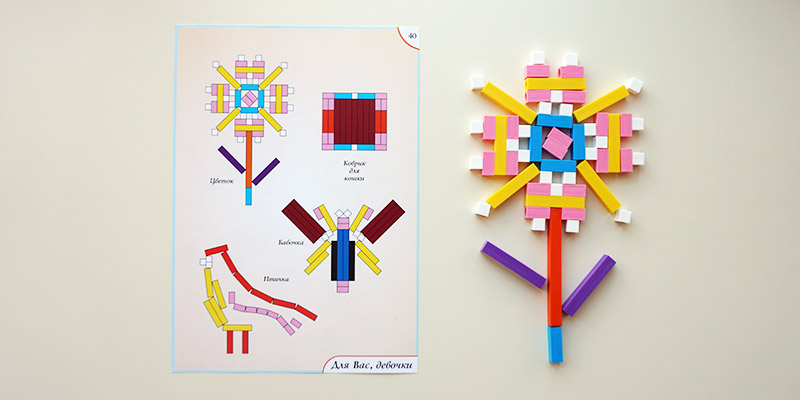 40
Цветок
Коврик
для
кошки
Бабочка
Птичка
Для Вас, девочки